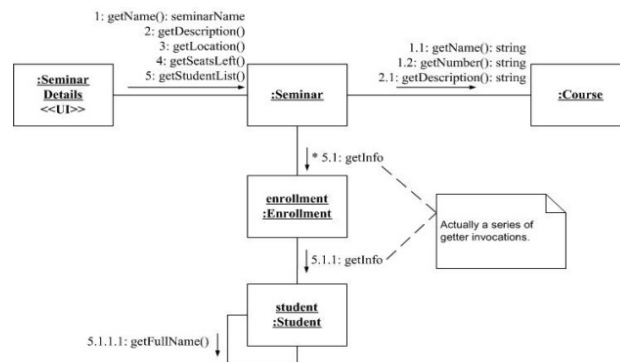 1: getName(): seminarName
2: getDescription()
3: getLocation()
4: getSeatsLeft()
5: getStudentList()
1.1: getName(): string
1.2: getNumber(): string
2.1: getDescription(): string
:Seminar
Details
<<UI>>
:Seminar
:Course
* 5.1: getInfo
enrollment
:Enrollment
Actually a series of
getter invocations.
5.1.1: getInfo
student
:Student
5.1.1.1: getFullName()